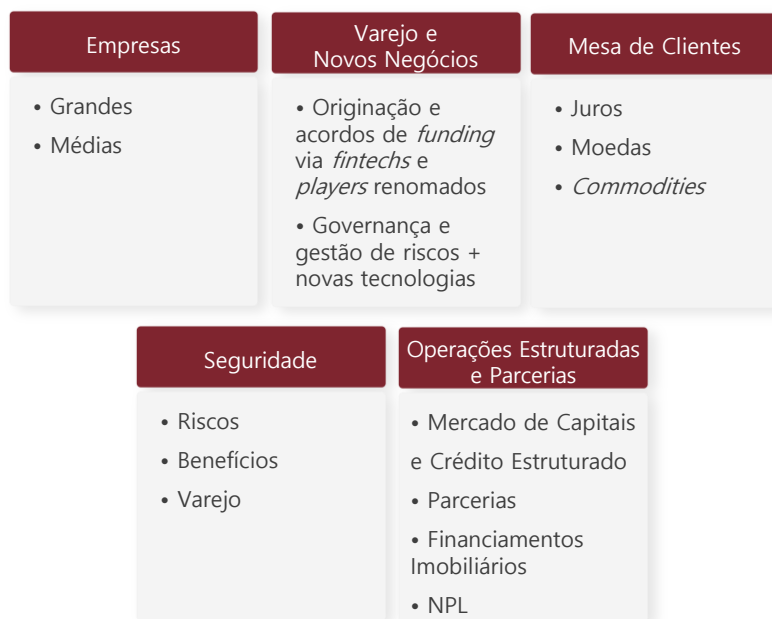 Empresas
• Grandes
• Médias
Varejo e
Novos Negócios
• Originação e
acordos de funding
via fintechs e
players renomados
• Governança e
gestão de riscos +
novas tecnologias
Mesa de Clientes
• Juros
• Moedas
• Commodities
Seguridade
• Riscos
• Benefícios
• Varejo
Operações Estruturadas
e Parcerias
• Mercado de Capitais
e Crédito Estruturado
• Parcerias
• Financiamentos
Imobiliários
• NPL